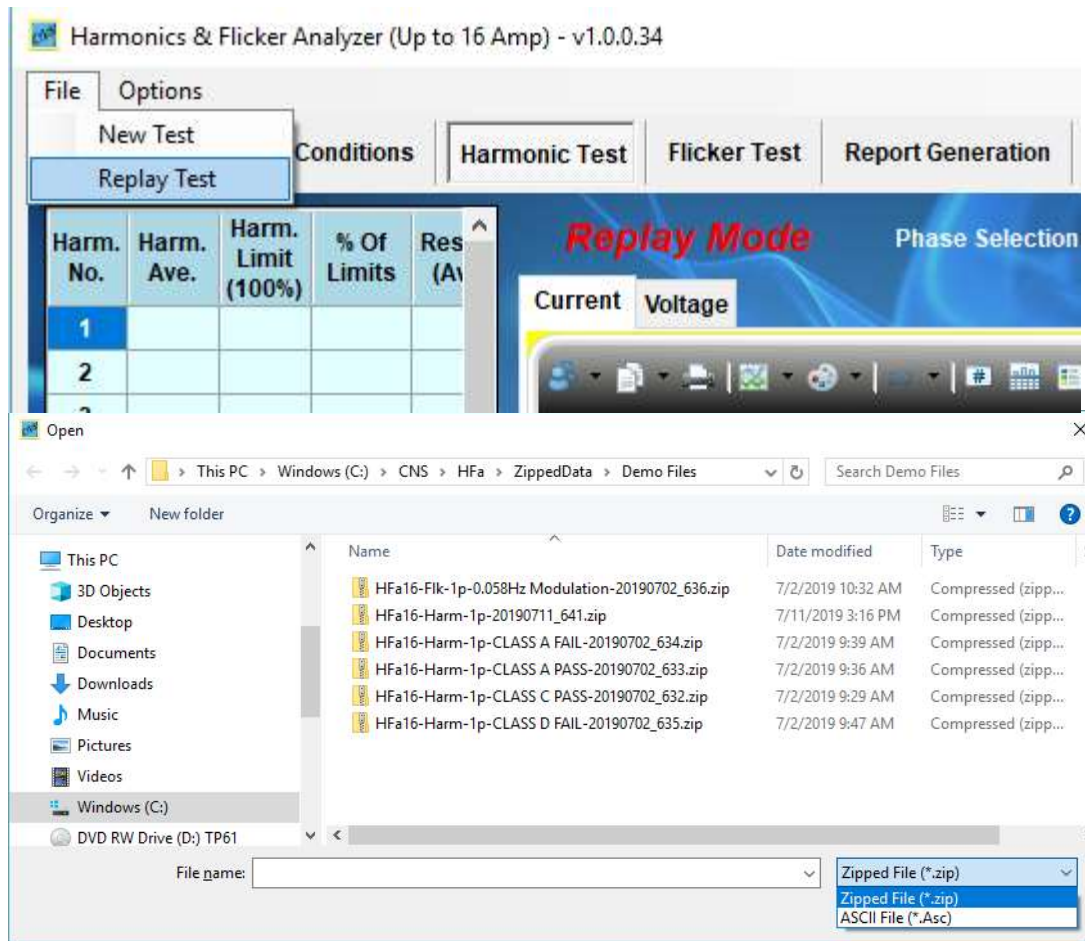 Harmonics & Flicker Analyzer (Up to 16 Amp) - v1.0.0.34
File Options
New Test
Replay Test
Conditions Harmonic Test Flicker Test Report Generation
Harm. No. Harm. Ave. Harm. Limit (100%) % Of Limits Res
Replay Mode Phase Selection
Current Voltage
1
2
#
Open
This PC > Windows (C:) > CNS > HFa > ZippedData > Demo Files
Search Demo Files
Organize New folder
?
This PC
3D Objects
Desktop
Documents
Downloads
Music
Pictures
Videos
Windows (C:)
DVD RW Drive (D:) TP61
Name Date modified Type
HFa16-Flk-1p-0.058Hz Modulation-20190702_636.zip 7/2/2019 10:32 AM Compressed (zipp...
HFa16-Harm-1p-20190711_641.zip 7/11/2019 3:16 PM Compressed (zipp...
HFa16-Harm-1p-CLASS A FAIL-20190702_634.zip 7/2/2019 9:39 AM Compressed (zipp...
HFa16-Harm-1p-CLASS A PASS-20190702_633.zip 7/2/2019 9:36 AM Compressed (zipp...
HFa16-Harm-1p-CLASS C PASS-20190702_632.zip 7/2/2019 9:29 AM Compressed (zipp...
HFa16-Harm-1p-CLASS D FAIL-20190702_635.zip 7/2/2019 9:47 AM Compressed (zipp...
File name:
Zipped File (*.zip)
Zipped File (*.zip)
ASCII File (*.Asc)